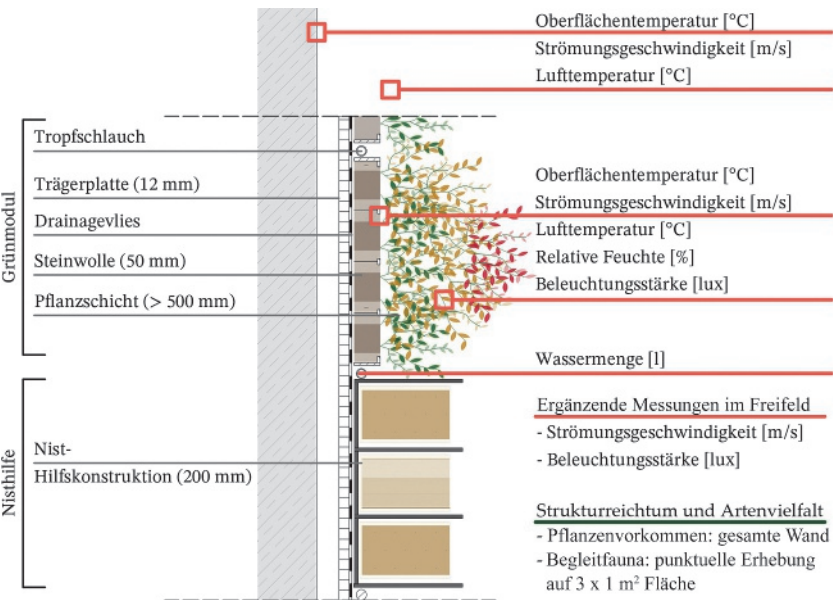 Grünmodul
Tropfschlauch
Trägerplatte (12 mm)
Drainagevlies
Steinwolle (50 mm)
Pflanzschicht (> 500 mm)
Nisthilfe
Nist-
Hilfskonstruktion (200 mm)
Oberflächentemperatur [°C]
Strömungsgeschwindigkeit [m/s]
Lufttemperatur [°C]
Oberflächentemperatur [°C]
Strömungsgeschwindigkeit [m/s]
Lufttemperatur [°C]
Relative Feuchte [%]
Beleuchtungsstärke [lux]
Wassermenge [l]
Ergänzende Messungen im Freifeld
- Strömungsgeschwindigkeit [m/s]
- Beleuchtungsstärke [lux]
Strukturreichtum und Artenvielfalt
- Pflanzenvorkommen: gesamte Wand
- Begleitfauna: punktuelle Erhebung
auf 3 x 1 m² Fläche